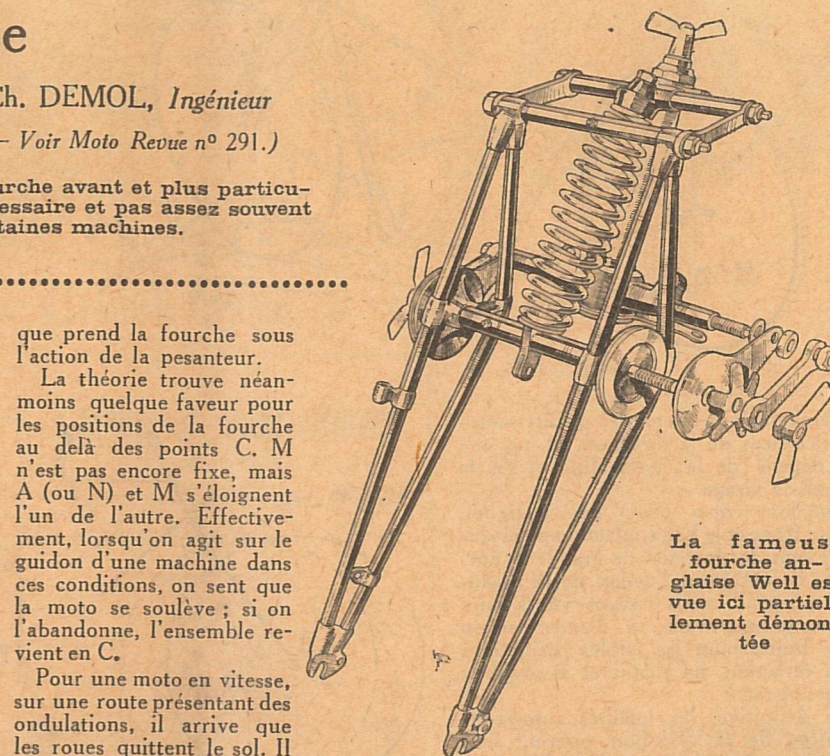 e
Ch. DEMOL, Ingénieur
– Voir Moto Revue nº 291.)
urche avant et plus particu-
essaire et pas assez souvent
taines machines.
que prend la fourche sous
l'action de la pesanteur.
La théorie trouve néan-
moins quelque faveur pour
les positions de la fourche
au delà des points C. M
n'est pas encore fixe, mais
A (ou N) et M s'éloignent
l'un de l'autre. Effective-
ment, lorsqu'on agit sur le
guidon d'une machine dans
ces conditions, on sent que
la moto se soulève ; si on
l'abandonne, l'ensemble re-
vient en C.
Pour une moto en vitesse,
sur une route présentant des
ondulations, il arrive que
les roues quittent le sol. Il
La fameus
fourche an-
glaise Well es
vue ici partiel
lement démon
tée